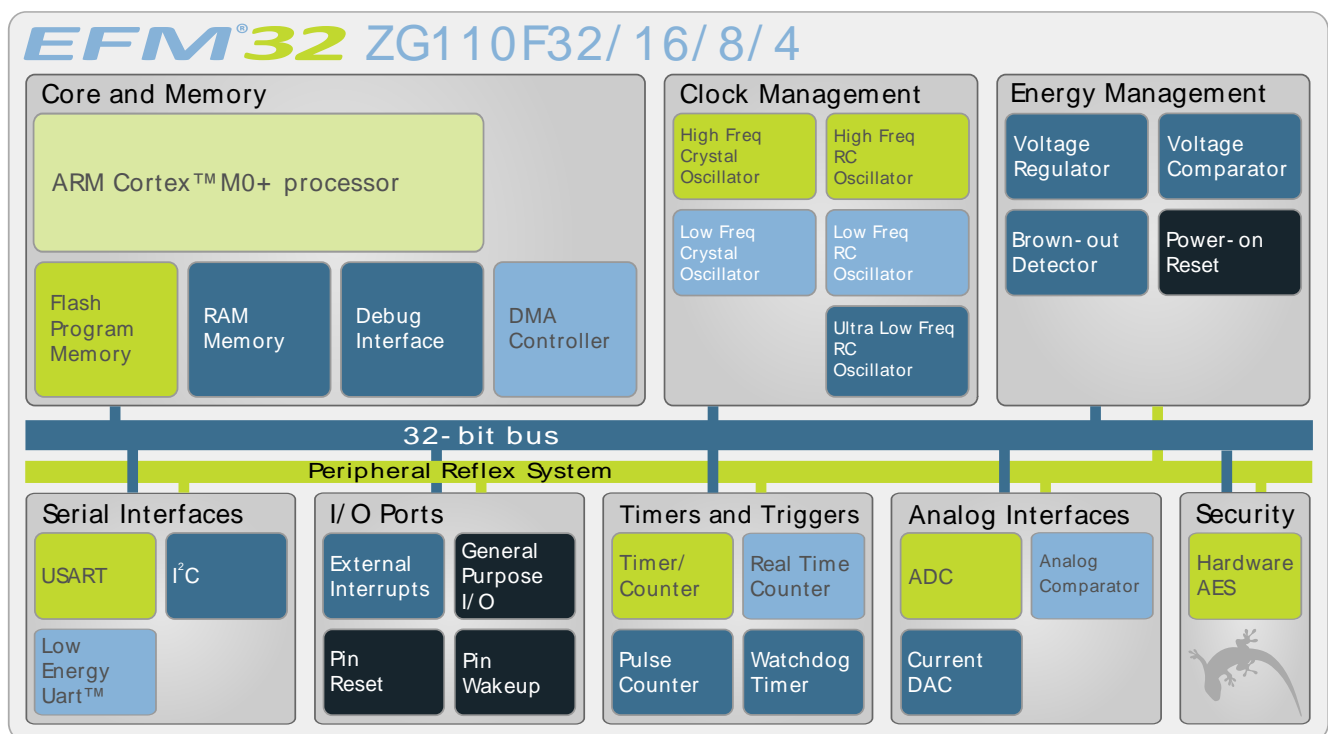 EFM®32 ZG110F32/16/8/4
Core and Memory
ARM Cortex™ M0+ processor
Flash
Program
Memory
RAM
Memory
Debug
Interface
DMA
Controller
Clock Management
High Freq
Crystal
Oscillator
High Freq
RC
Oscillator
Low Freq
Crystal
Oscillator
Low Freq
RC
Oscillator
Ultra Low Freq
RC
Oscillator
Energy Management
Voltage
Regulator
Voltage
Comparator
Brown-out
Detector
Power-on
Reset
32-bit bus
Peripheral Reflex System
Serial Interfaces
USART
I²C
Low
Energy
Uart™
I/O Ports
External
Interrupts
General
Purpose
I/O
Pin
Reset
Pin
Wakeup
Timers and Triggers
Timer/
Counter
Real Time
Counter
Pulse
Counter
Watchdog
Timer
Analog Interfaces
ADC
Analog
Comparator
Current
DAC
Security
Hardware
AES